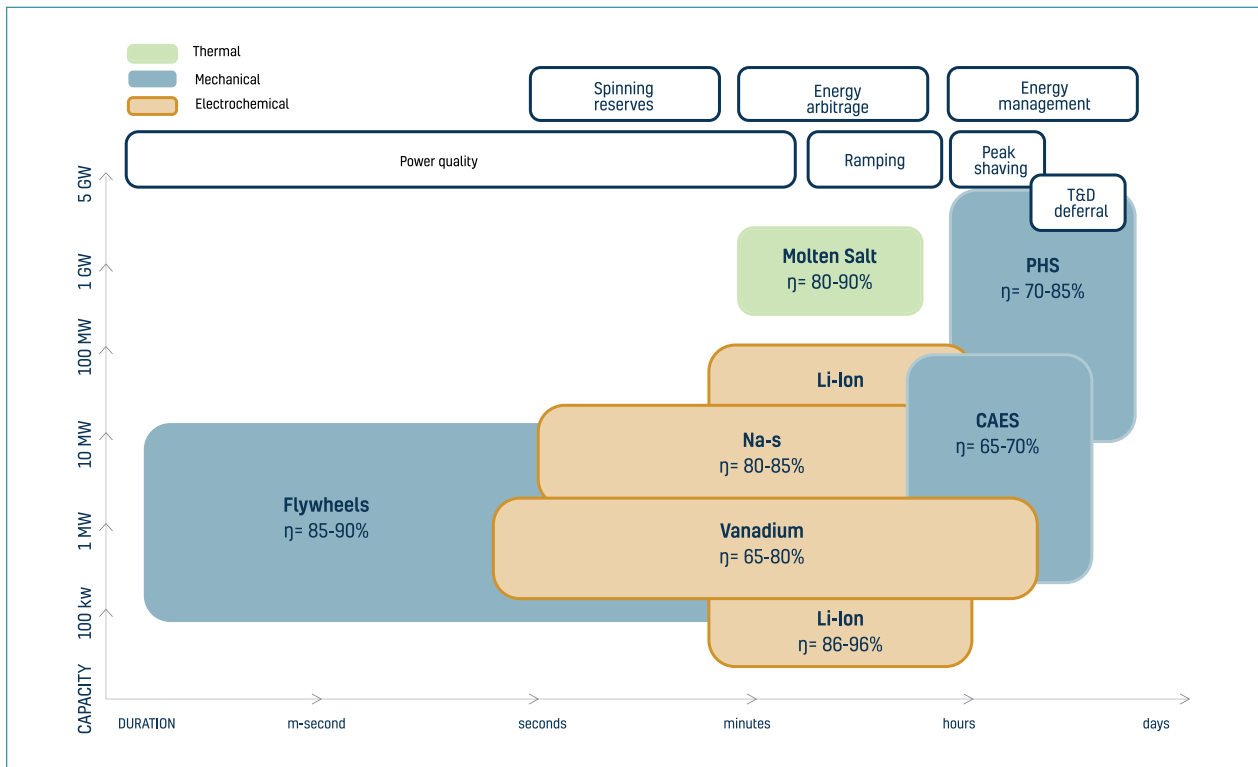 Thermal
Mechanical
Electrochemical
Spinning
reserves
Energy
arbitrage
Energy
management
Power quality
Ramping
Peak
shaving
T&D
deferral
5 GW
1 GW
100 MW
10 MW
1 MW
100 kw
CAPACITY
Molten Salt
η= 80-90%
PHS
η= 70-85%
Li-Ion
CAES
η= 65-70%
Na-s
η= 80-85%
Flywheels
η= 85-90%
Vanadium
η= 65-80%
Li-Ion
η= 86-96%
DURATION
m-second
seconds
minutes
hours
days